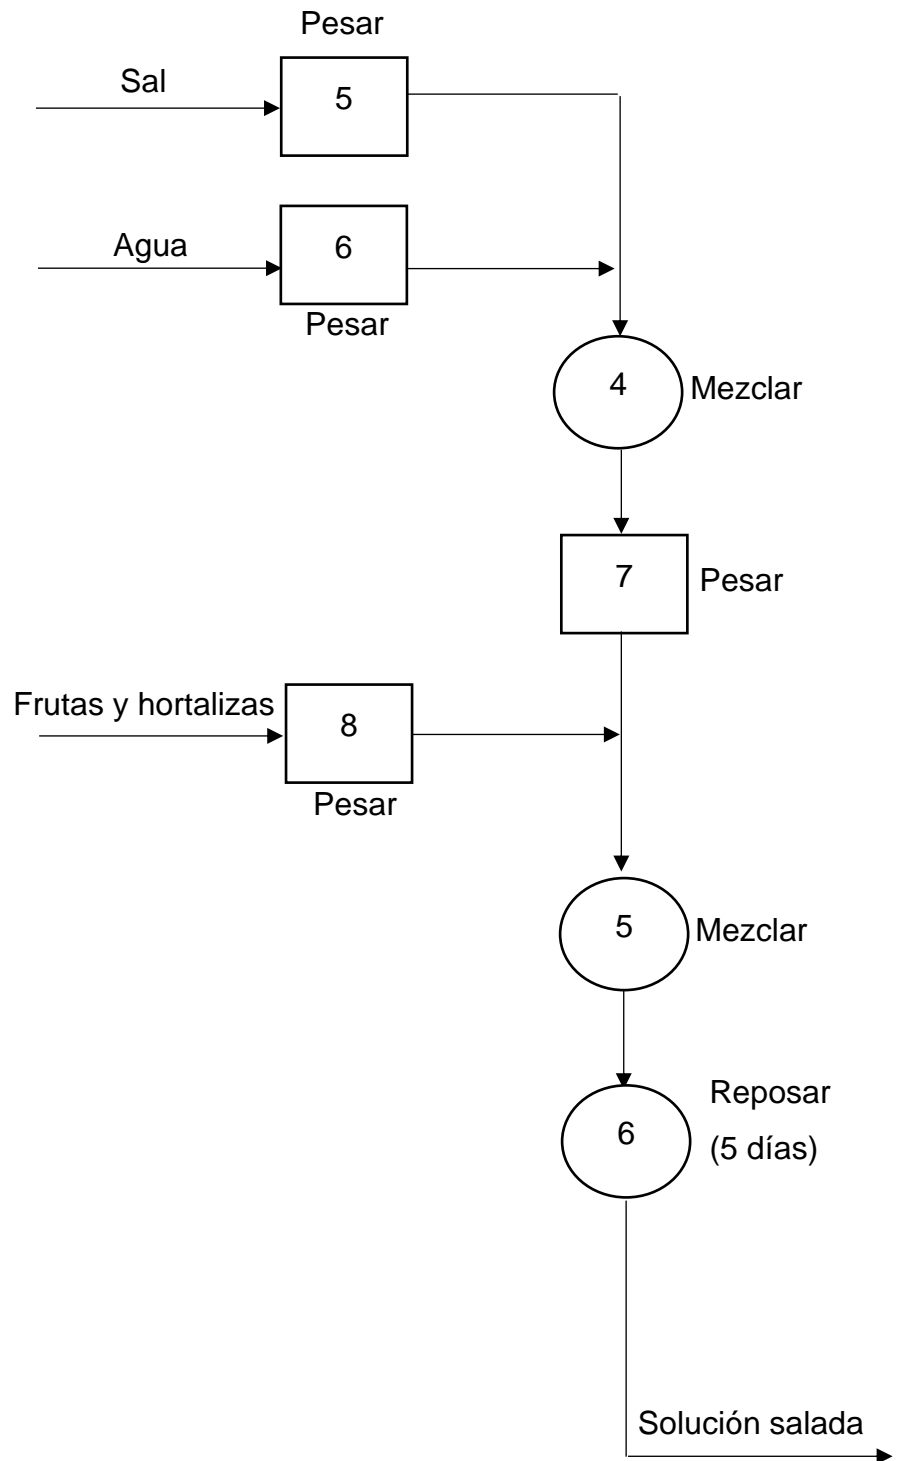 Pesar
Sal
5
Agua
6
Pesar
4
Mezclar
7
Pesar
Frutas y hortalizas
8
Pesar
5
Mezclar
6
Reposar
(5 días)
Solución salada